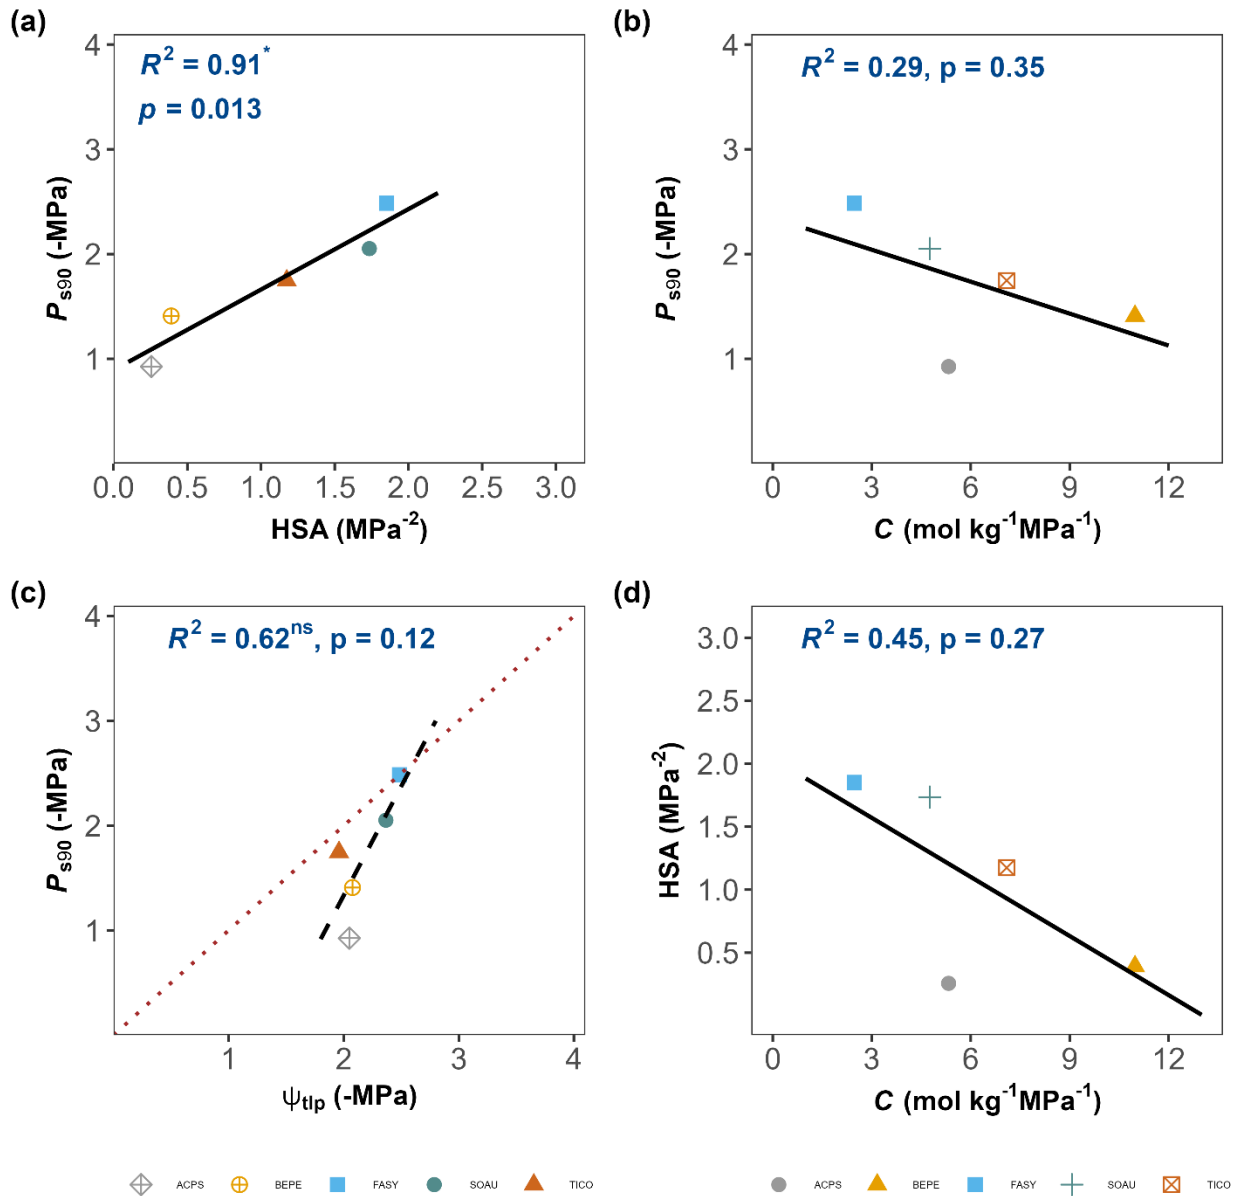 (a)
R² = 0.91*
p = 0.013
4
3
2
1
Ps90 (-MPa)
0.0 0.5 1.0 1.5 2.0 2.5 3.0
HSA (MPa⁻²)
(b)
R² = 0.29, p = 0.35
4
3
2
1
Ps90 (-MPa)
0 3 6 9 12
C (mol kg⁻¹MPa⁻¹)
(c)
R² = 0.62ⁿˢ, p = 0.12
4
3
2
1
Ps90 (-MPa)
1 2 3 4
ψtlp (-MPa)
(d)
R² = 0.45, p = 0.27
3.0
2.5
2.0
1.5
1.0
0.5
HSA (MPa⁻²)
0 3 6 9 12
C (mol kg⁻¹MPa⁻¹)
ACPS BEPE FASY SOAU TICO
ACPS BEPE FASY SOAU TICO